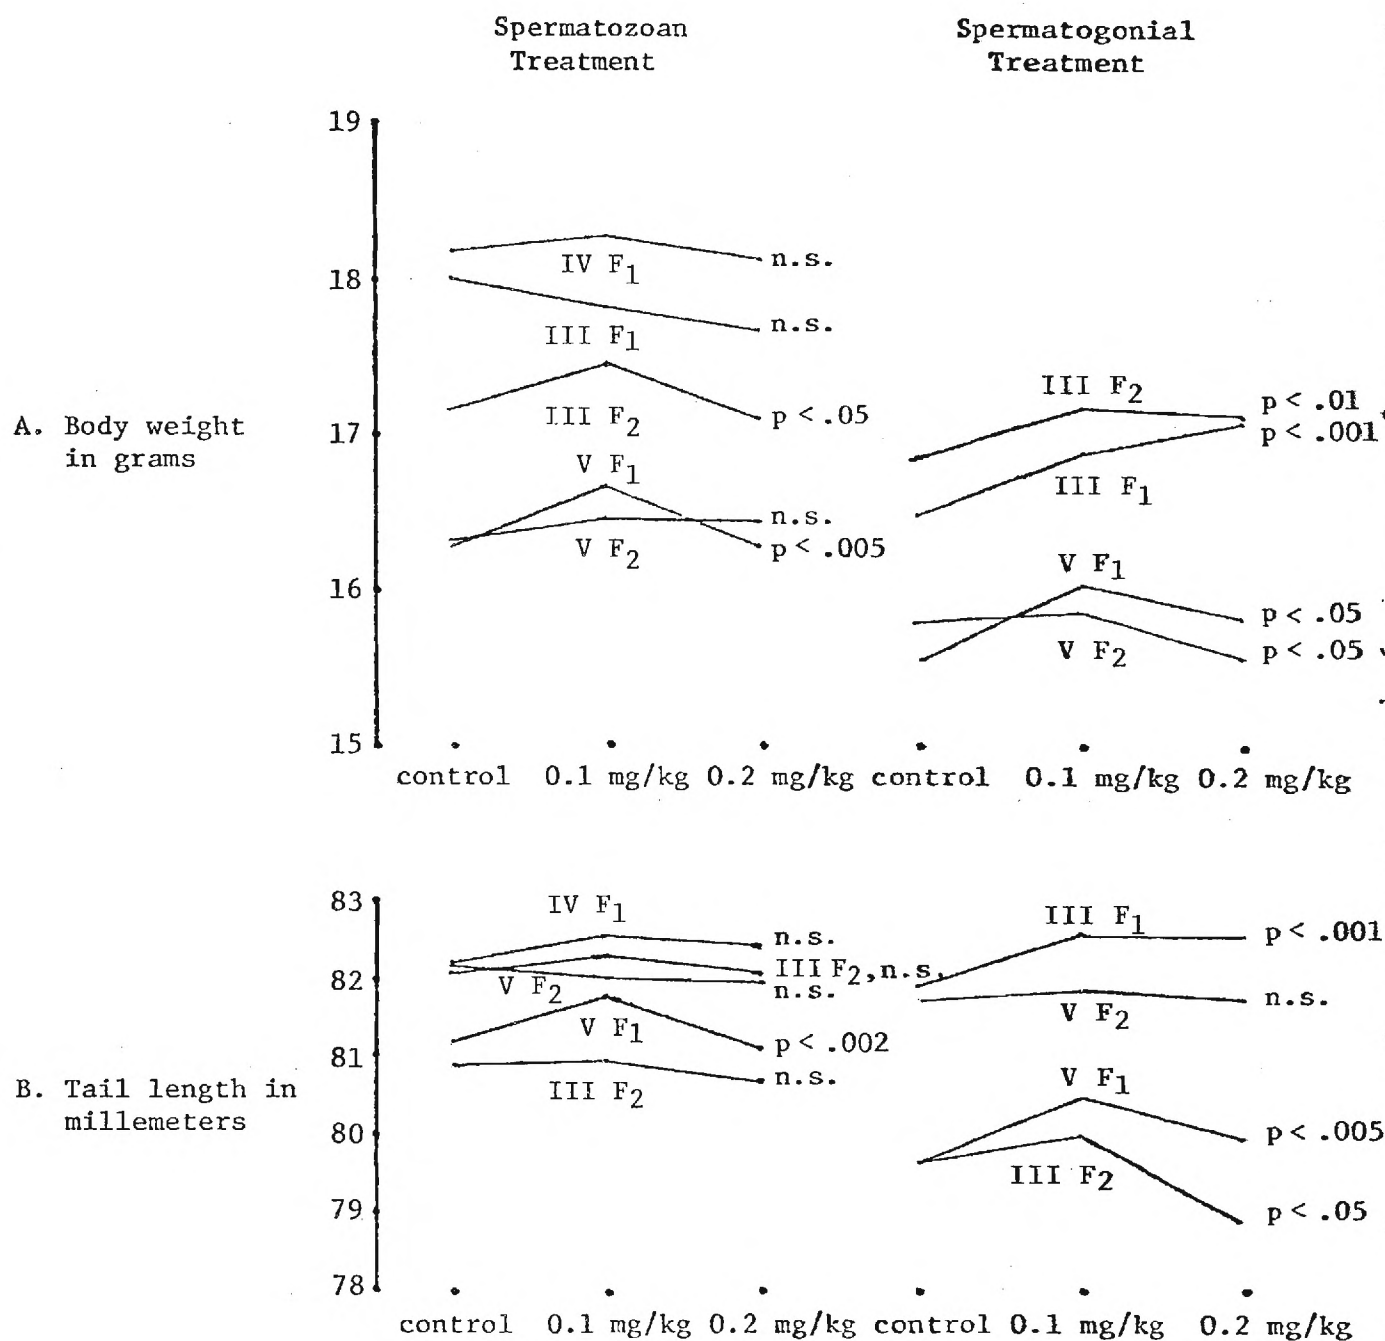 Spermatozoan
Treatment
Spermatogonial
Treatment
19
18
17
16
15
A. Body weight
in grams
IV F1
n.s.
III F1
n.s.
III F2
p < .05
V F1
n.s.
V F2
p < .005
III F2
p < .01
p < .001
III F1
V F1
p < .05
V F2
p < .05
control 0.1 mg/kg 0.2 mg/kg control 0.1 mg/kg 0.2 mg/kg
83
82
81
80
79
78
B. Tail length in
millemeters
IV F1
n.s.
III F2, n.s.
V F2
n.s.
V F1
p < .002
III F2
n.s.
III F1
p < .001
V F2
n.s.
V F1
p < .005
III F2
p < .05
control 0.1 mg/kg 0.2 mg/kg control 0.1 mg/kg 0.2 mg/kg